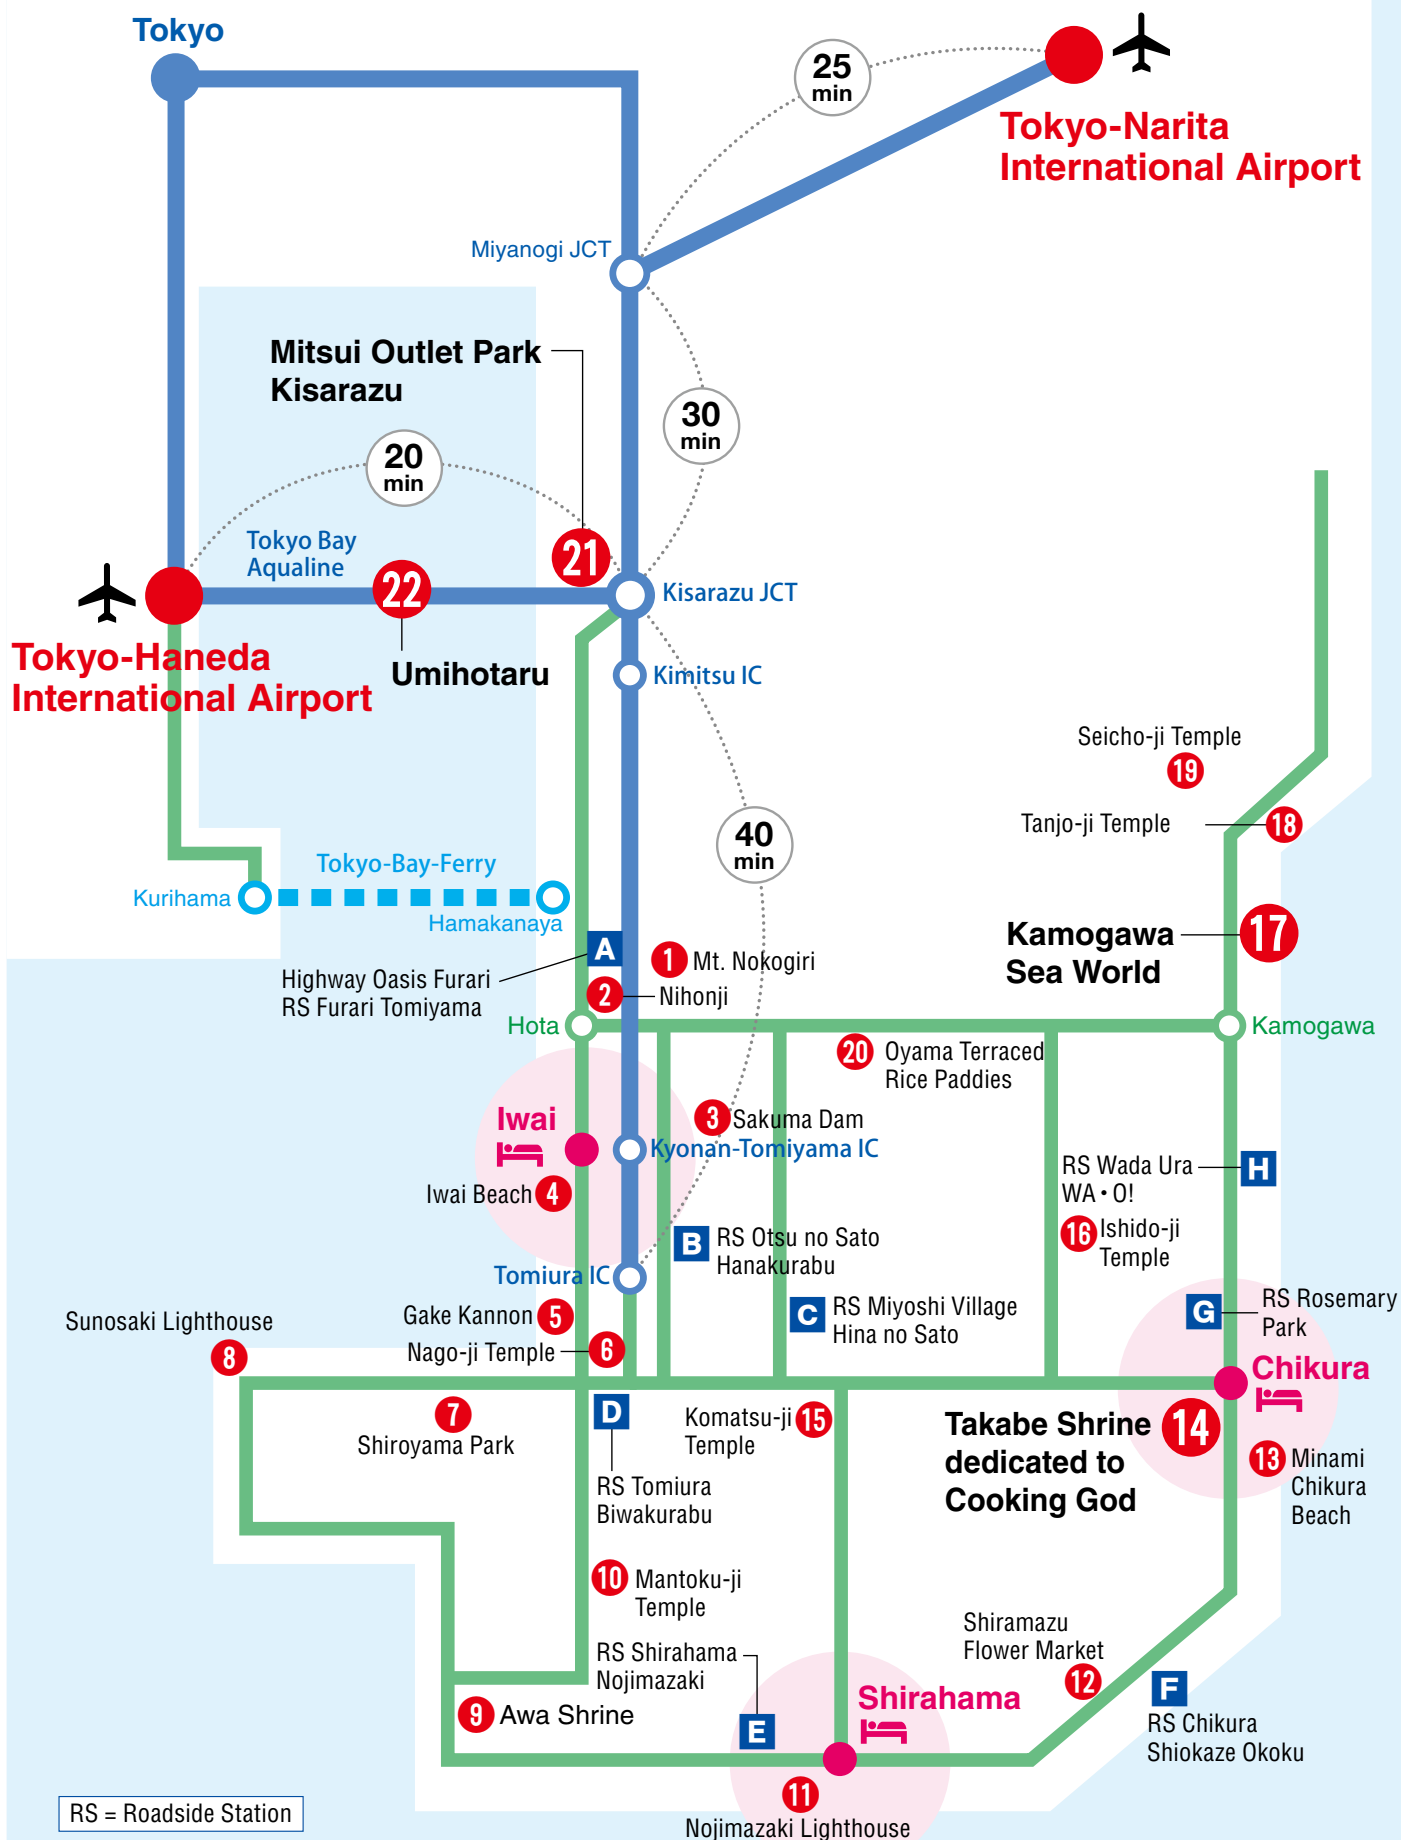 Tokyo
25
min
Tokyo-Narita
International Airport
Miyanogi JCT
Mitsui Outlet Park
Kisarazu
30
min
20
min
Tokyo Bay
Aqualine
21
22
Kisarazu JCT
Tokyo-Haneda
International Airport
Umihotaru
Kimitsu IC
Seicho-ji Temple
19
Tanjo-ji Temple
18
40
min
Tokyo-Bay-Ferry
Kurihama
Hamakanaya
Kamogawa
Sea World
17
A
1 Mt. Nokogiri
Highway Oasis Furari
RS Furari Tomiyama
2 Nihonji
Hota
Kamogawa
20 Oyama Terraced
Rice Paddies
Iwai
3 Sakuma Dam
Kyonan-Tomiyama IC
Iwai Beach 4
RS Wada Ura
WA・O!
H
B RS Otsu no Sato
Hanakurabu
16 Ishido-ji
Temple
Tomiura IC
Gake Kannon 5
C RS Miyoshi Village
Hina no Sato
G RS Rosemary
Park
Sunosaki Lighthouse
8
Nago-ji Temple 6
Chikura
7
Shiroyama Park
D
RS Tomiura
Biwakurabu
Komatsu-ji
Temple
15
Takabe Shrine
dedicated to
Cooking God
14
13 Minami
Chikura
Beach
10 Mantoku-ji
Temple
Shiramazu
Flower Market
12
RS Shirahama
Nojimazaki
E
Shirahama
F
RS Chikura
Shiokaze Okoku
9 Awa Shrine
11
Nojimazaki Lighthouse
RS = Roadside Station